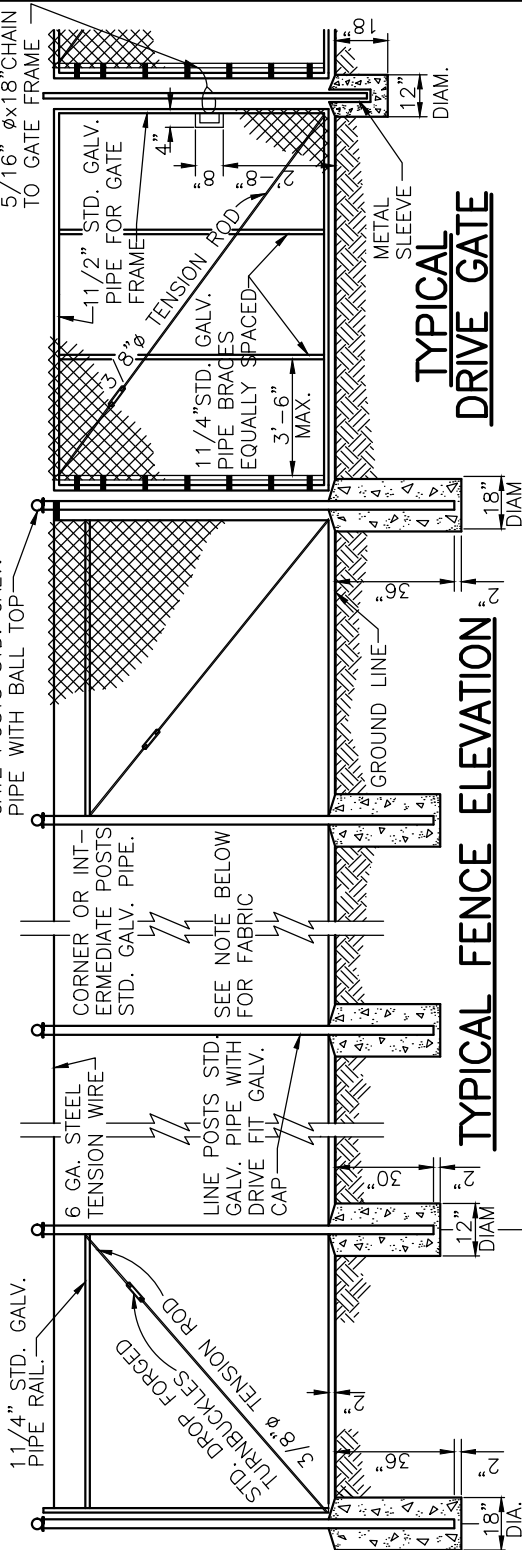 11/4" STD. GALV.
PIPE RAIL.
6 GA. STEEL
TENSION WIRE
STD. DROP FORGED
TURNBUCKLES
3/8"ø TENSION ROD
LINE POSTS STD.
GALV. PIPE WITH
DRIVE FIT GALV.
CAP
CORNER OR INT-
ERMEDIATE POSTS
STD. GALV. PIPE.
SEE NOTE BELOW
FOR FABRIC
PIPE WITH BALL TOP
GROUND LINE
2"
36"
2"
18"
DIA.
30"
2"
12"
DIAM
36"
2"
18"
DIAM
TYPICAL FENCE ELEVATION
5/16" øx18"CHAIN
TO GATE FRAME
11/2" STD. GALV.
PIPE FOR GATE
FRAME
3/8"ø TENSION ROD
11/4"STD. GALV.
PIPE BRACES
EQUALLY SPACED
3'-6"
MAX.
4"
8"
2'-8"
METAL
SLEEVE
18"
12"
DIAM.
TYPICAL
DRIVE GATE